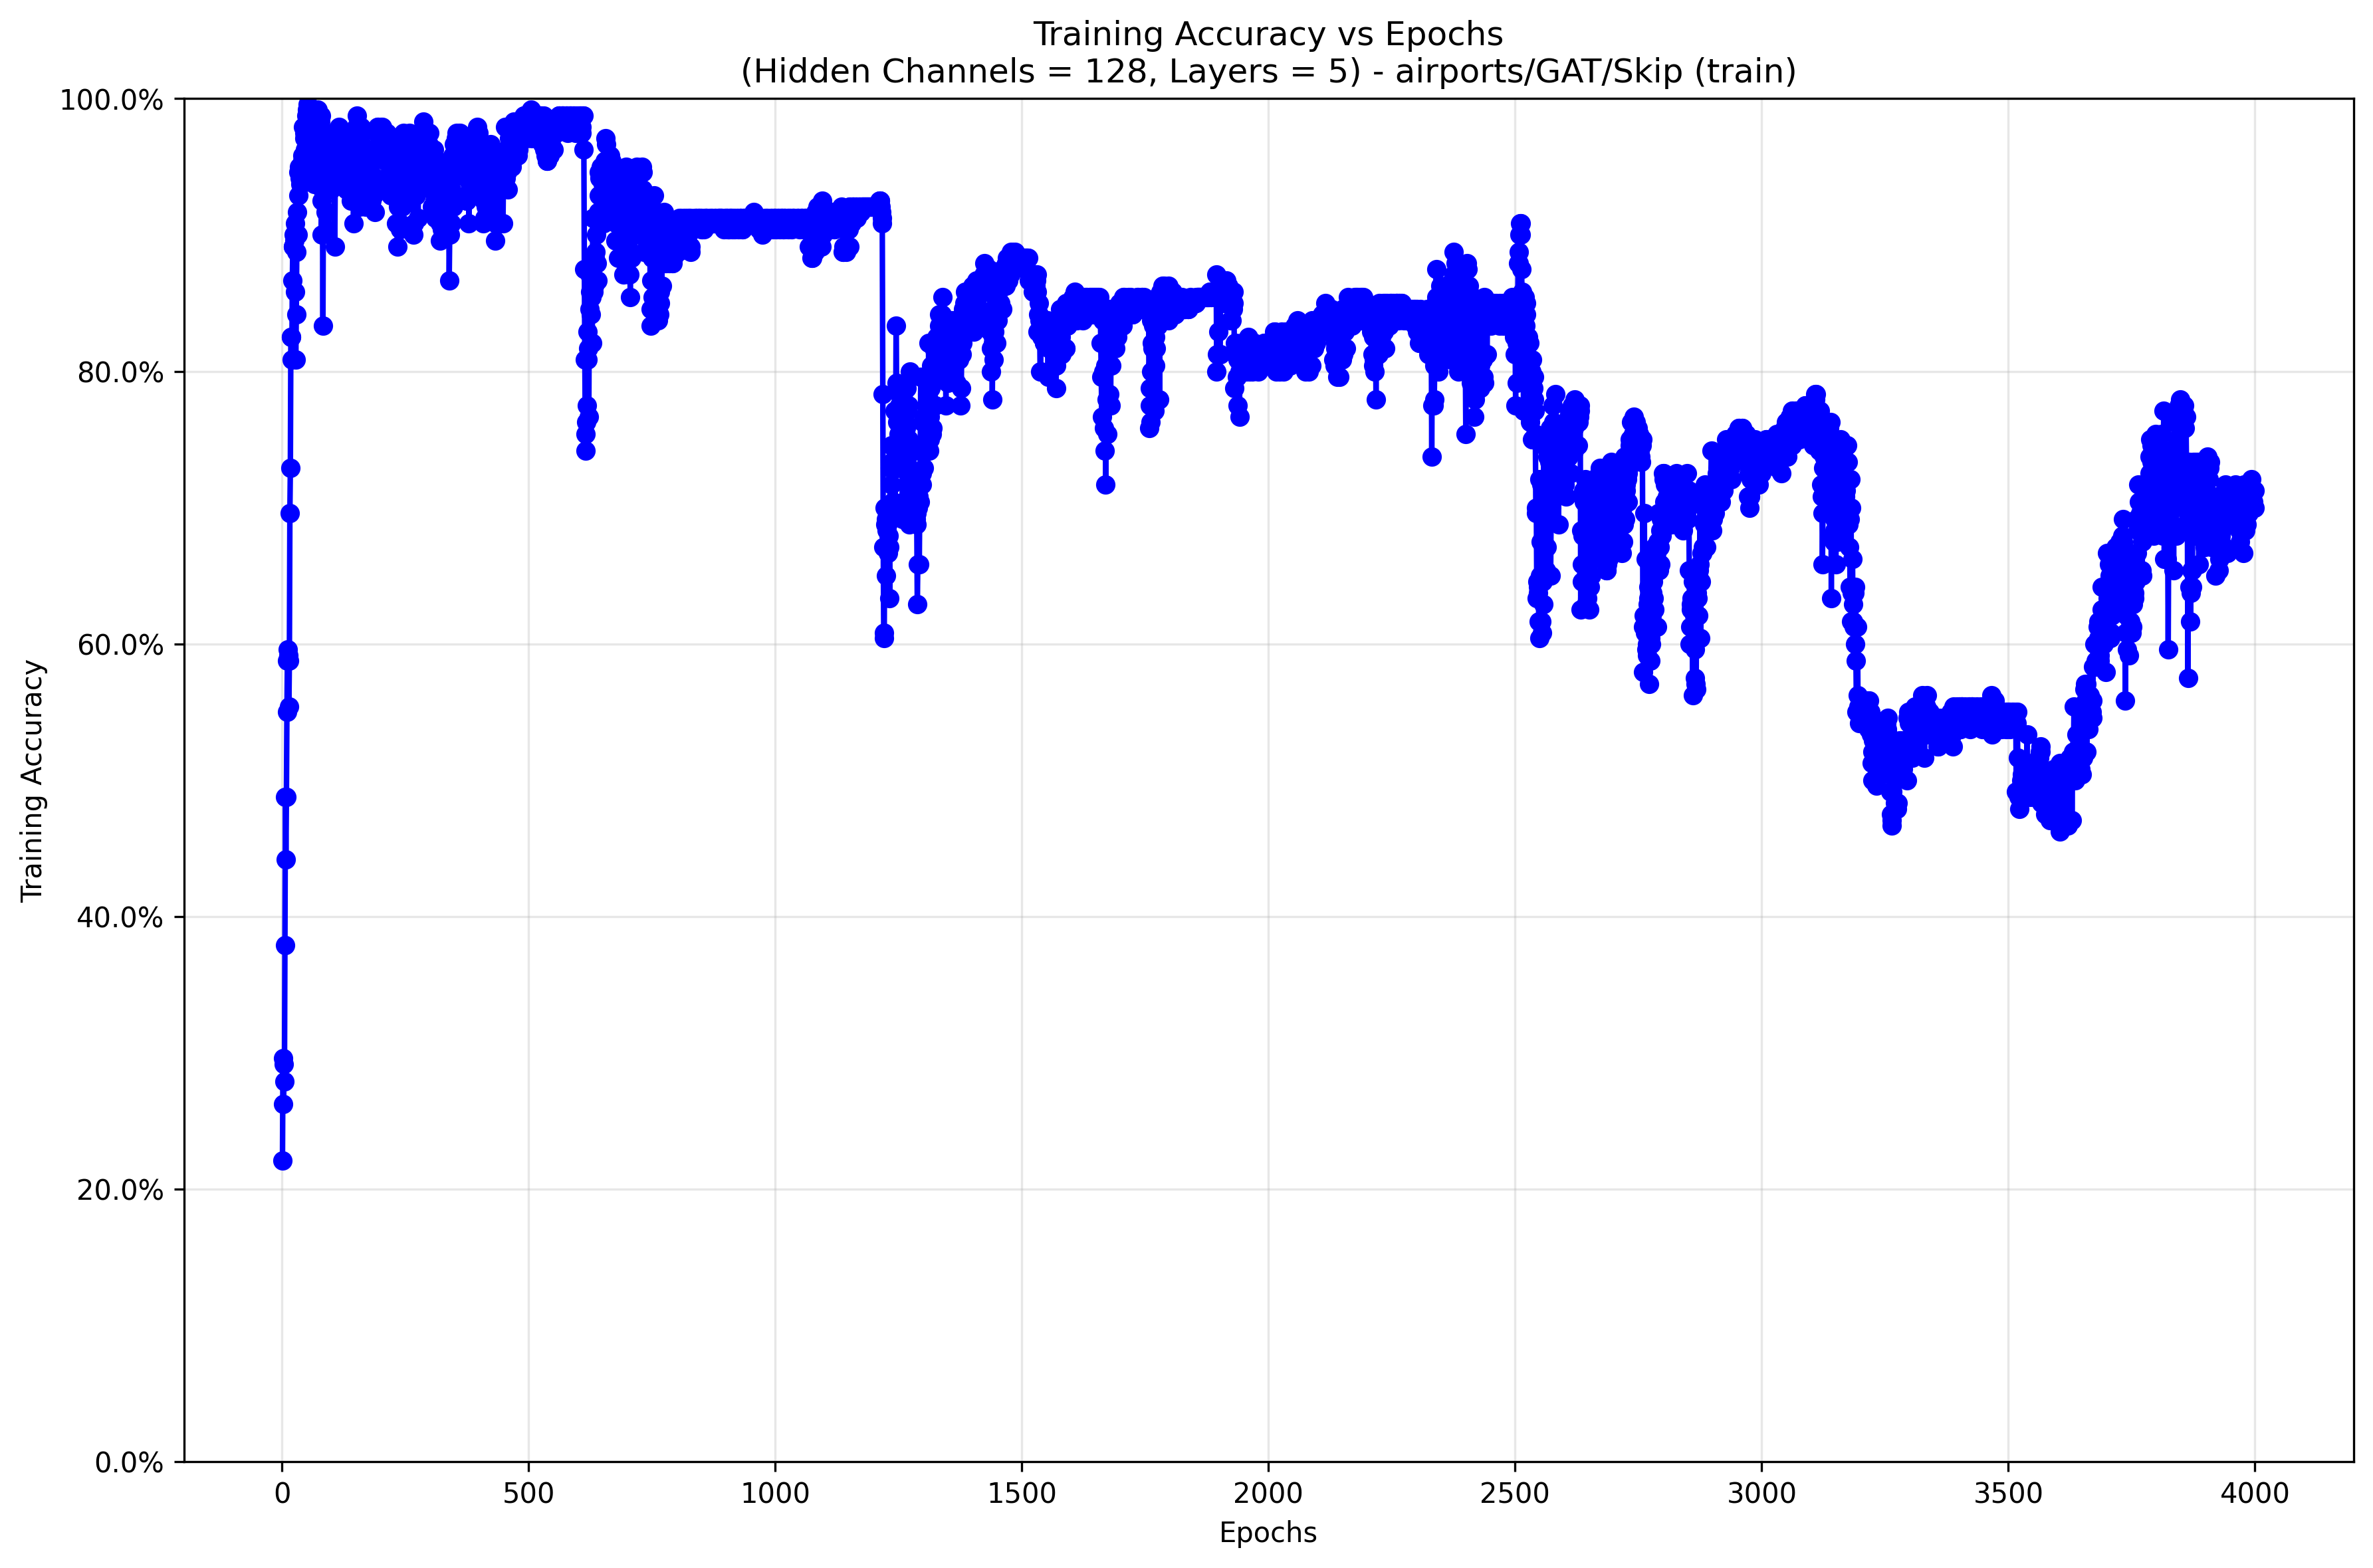 Training Accuracy vs Epochs
(Hidden Channels = 128, Layers = 5) - airports/GAT/Skip (train)
100.0%
80.0%
60.0%
40.0%
20.0%
0.0%
Training Accuracy
0 500 1000 1500 2000 2500 3000 3500 4000
Epochs